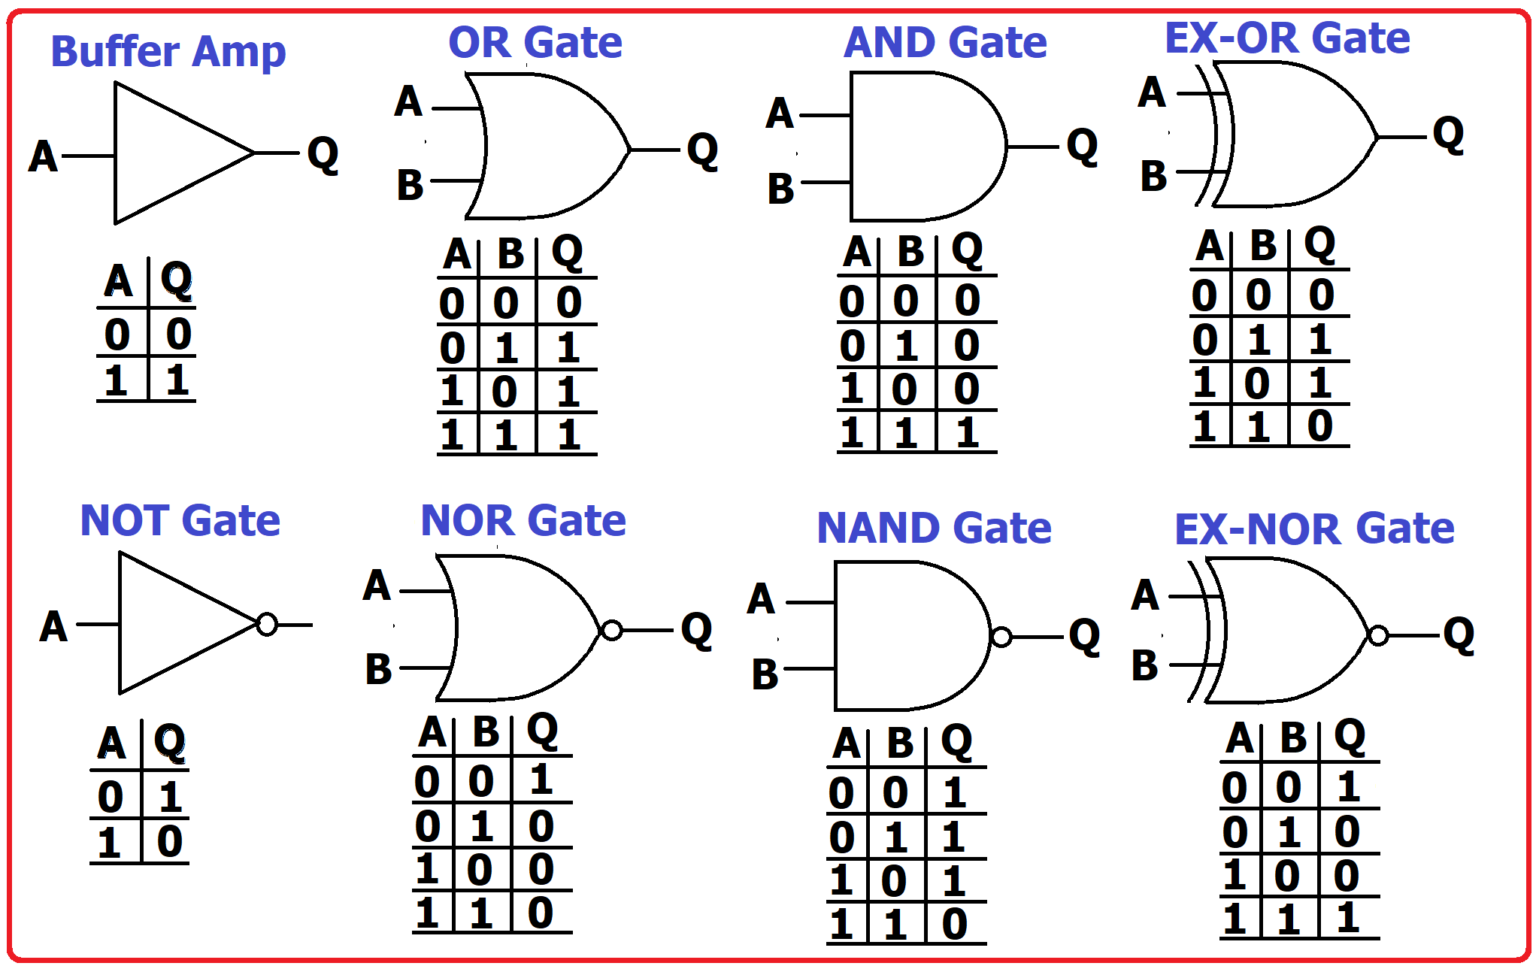 Buffer Amp
A
Q
A Q
0 0
1 1
OR Gate
A
B
Q
A B Q
0 0 0
0 1 1
1 0 1
1 1 1
AND Gate
A
B
Q
A B Q
0 0 0
0 1 0
1 0 0
1 1 1
EX-OR Gate
A
B
Q
A B Q
0 0 0
0 1 1
1 0 1
1 1 0
NOT Gate
A
A Q
0 1
1 0
NOR Gate
A
B
Q
A B Q
0 0 1
0 1 0
1 0 0
1 1 0
NAND Gate
A
B
Q
A B Q
0 0 1
0 1 1
1 0 1
1 1 0
EX-NOR Gate
A
B
Q
A B Q
0 0 1
0 1 0
1 0 0
1 1 1